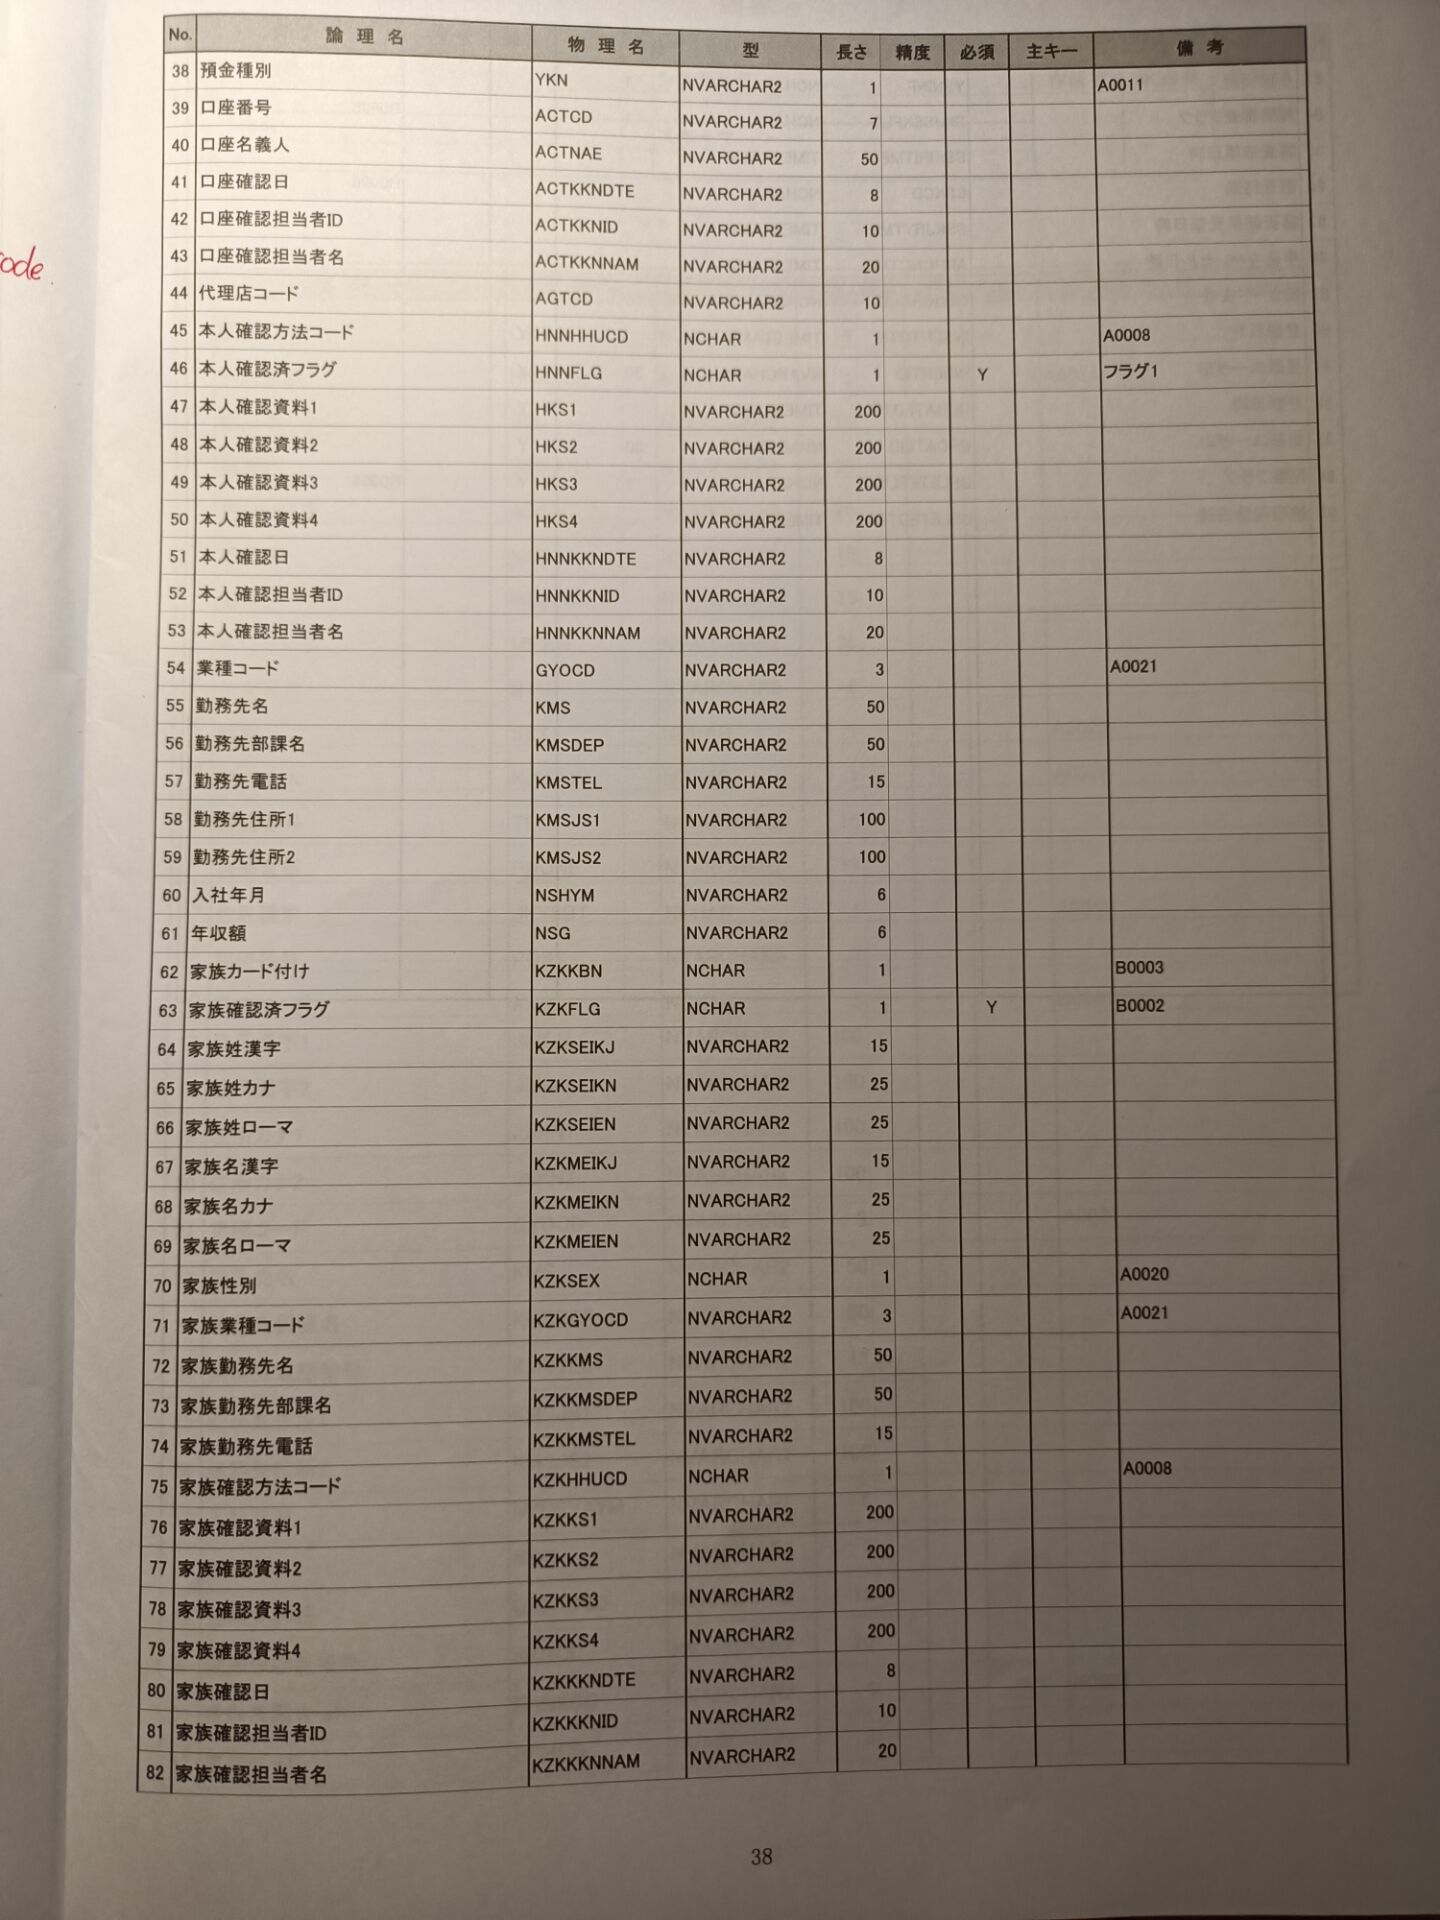 No. 論理名 物理名 型 長さ 精度 必須 主キー 備考
38 預金種別 YKN NVARCHAR2 1 A0011
39 口座番号 ACTCD NVARCHAR2 7
40 口座名義人 ACTNAE NVARCHAR2 50
41 口座確認日 ACTKKNDTE NVARCHAR2 8
42 口座確認担当者ID ACTKKNID NVARCHAR2 10
43 口座確認担当者名 ACTKKNNAM NVARCHAR2 20
44 代理店コード AGTCD NVARCHAR2 10
45 本人確認方法コード HNNHHUCD NCHAR 1 A0008
46 本人確認済フラグ HNNFLG NCHAR 1 Y フラグ1
47 本人確認資料1 HKS1 NVARCHAR2 200
48 本人確認資料2 HKS2 NVARCHAR2 200
49 本人確認資料3 HKS3 NVARCHAR2 200
50 本人確認資料4 HKS4 NVARCHAR2 200
51 本人確認日 HNNKKNDTE NVARCHAR2 8
52 本人確認担当者ID HNNKKNID NVARCHAR2 10
53 本人確認担当者名 HNNKKNNAM NVARCHAR2 20
54 業種コード GYOCD NVARCHAR2 3 A0021
55 勤務先名 KMS NVARCHAR2 50
56 勤務先部課名 KMSDEP NVARCHAR2 50
57 勤務先電話 KMSTEL NVARCHAR2 15
58 勤務先住所1 KMSJS1 NVARCHAR2 100
59 勤務先住所2 KMSJS2 NVARCHAR2 100
60 入社年月 NSHYM NVARCHAR2 6
61 年収額 NSG NVARCHAR2 6
62 家族カード付け KZKKBN NCHAR 1 B0003
63 家族確認済フラグ KZKFLG NCHAR 1 Y B0002
64 家族姓漢字 KZKSEIKJ NVARCHAR2 15
65 家族姓カナ KZKSEIKN NVARCHAR2 25
66 家族姓ローマ KZKSEIEN NVARCHAR2 25
67 家族名漢字 KZKMEIKJ NVARCHAR2 15
68 家族名カナ KZKMEIKN NVARCHAR2 25
69 家族名ローマ KZKMEIEN NVARCHAR2 25
70 家族性別 KZKSEX NCHAR 1 A0020
71 家族業種コード KZKGYOCD NVARCHAR2 3 A0021
72 家族勤務先名 KZKKMS NVARCHAR2 50
73 家族勤務先部課名 KZKKMSDEP NVARCHAR2 50
74 家族勤務先電話 KZKKMSTEL NVARCHAR2 15
75 家族確認方法コード KZKHHUCD NCHAR 1 A0008
76 家族確認資料1 KZKKS1 NVARCHAR2 200
77 家族確認資料2 KZKKS2 NVARCHAR2 200
78 家族確認資料3 KZKKS3 NVARCHAR2 200
79 家族確認資料4 KZKKS4 NVARCHAR2 200
80 家族確認日 KZKKKNDTE NVARCHAR2 8
81 家族確認担当者ID KZKKKNID NVARCHAR2 10
82 家族確認担当者名 KZKKKNNAM NVARCHAR2 20
38